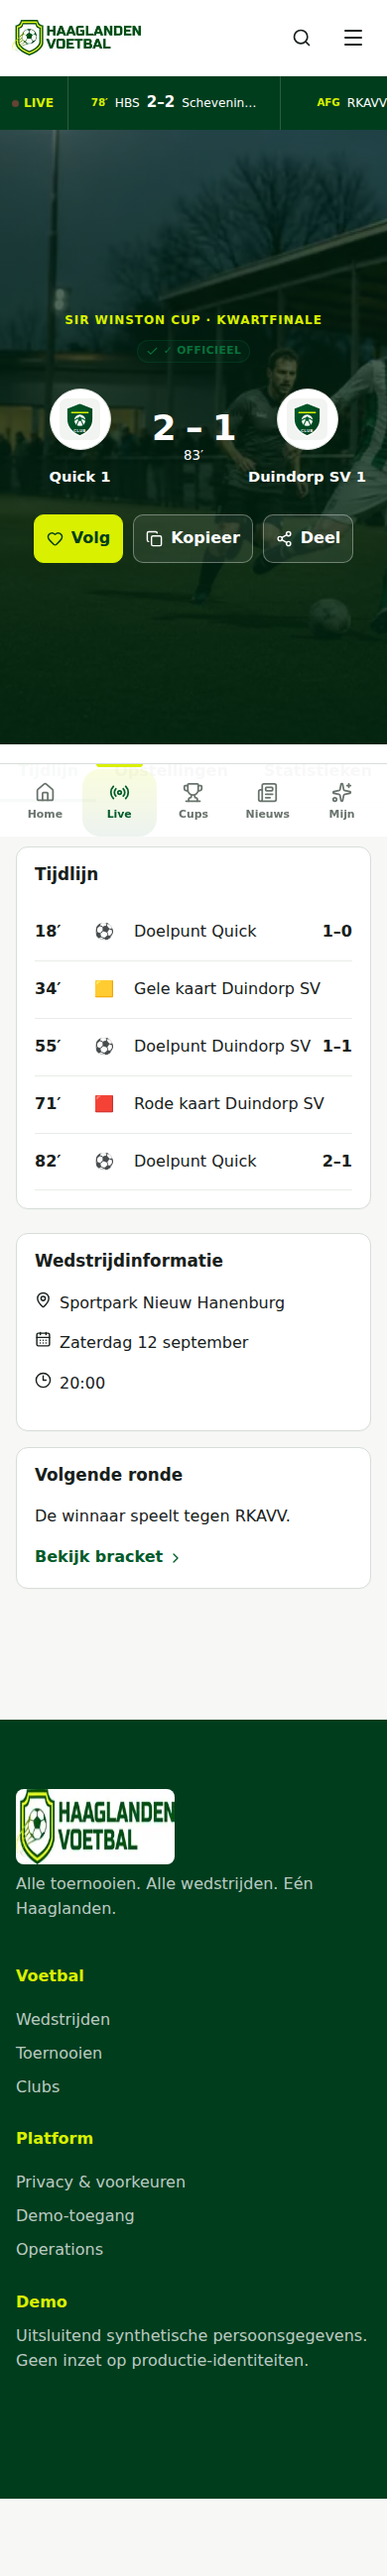 HAAGLANDEN
VOETBAL
LIVE
78′ HBS 2–2 Schevenin…
AFG RKAVV
SIR WINSTON CUP · KWARTFINALE
✓ OFFICIEEL
2 – 1
83′
Quick 1
Duindorp SV 1
Volg
Kopieer
Deel
Tijdlijn Opstellingen Statistieken
Home
Live
Cups
Nieuws
Mijn
Tijdlijn
18′ Doelpunt Quick 1–0
34′ Gele kaart Duindorp SV
55′ Doelpunt Duindorp SV 1–1
71′ Rode kaart Duindorp SV
82′ Doelpunt Quick 2–1
Wedstrijdinformatie
Sportpark Nieuw Hanenburg
Zaterdag 12 september
20:00
Volgende ronde
De winnaar speelt tegen RKAVV.
Bekijk bracket
HAAGLANDEN
VOETBAL
Alle toernooien. Alle wedstrijden. Eén
Haaglanden.
Voetbal
Wedstrijden
Toernooien
Clubs
Platform
Privacy & voorkeuren
Demo-toegang
Operations
Demo
Uitsluitend synthetische persoonsgegevens.
Geen inzet op productie-identiteiten.